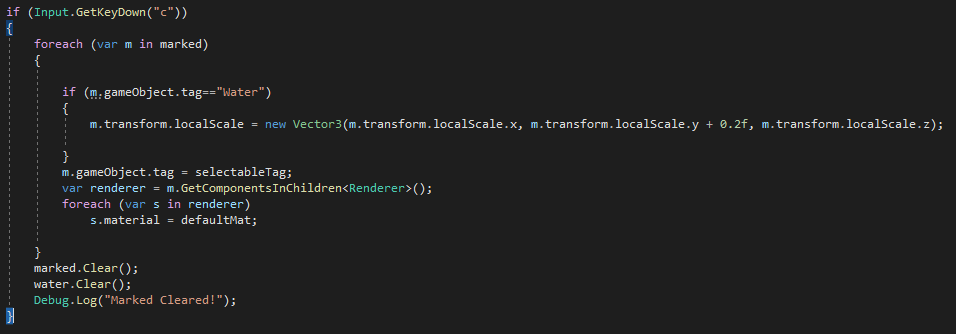 if (Input.GetKeyDown("c"))
{
    foreach (var m in marked)
    {
        if (m.gameObject.tag=="Water")
        {
            m.transform.localScale = new Vector3(m.transform.localScale.x, m.transform.localScale.y + 0.2f, m.transform.localScale.z);
        }
        m.gameObject.tag = selectableTag;
        var renderer = m.GetComponentsInChildren<Renderer>();
        foreach (var s in renderer)
            s.material = defaultMat;
    }
    marked.Clear();
    water.Clear();
    Debug.Log("Marked Cleared!");
}